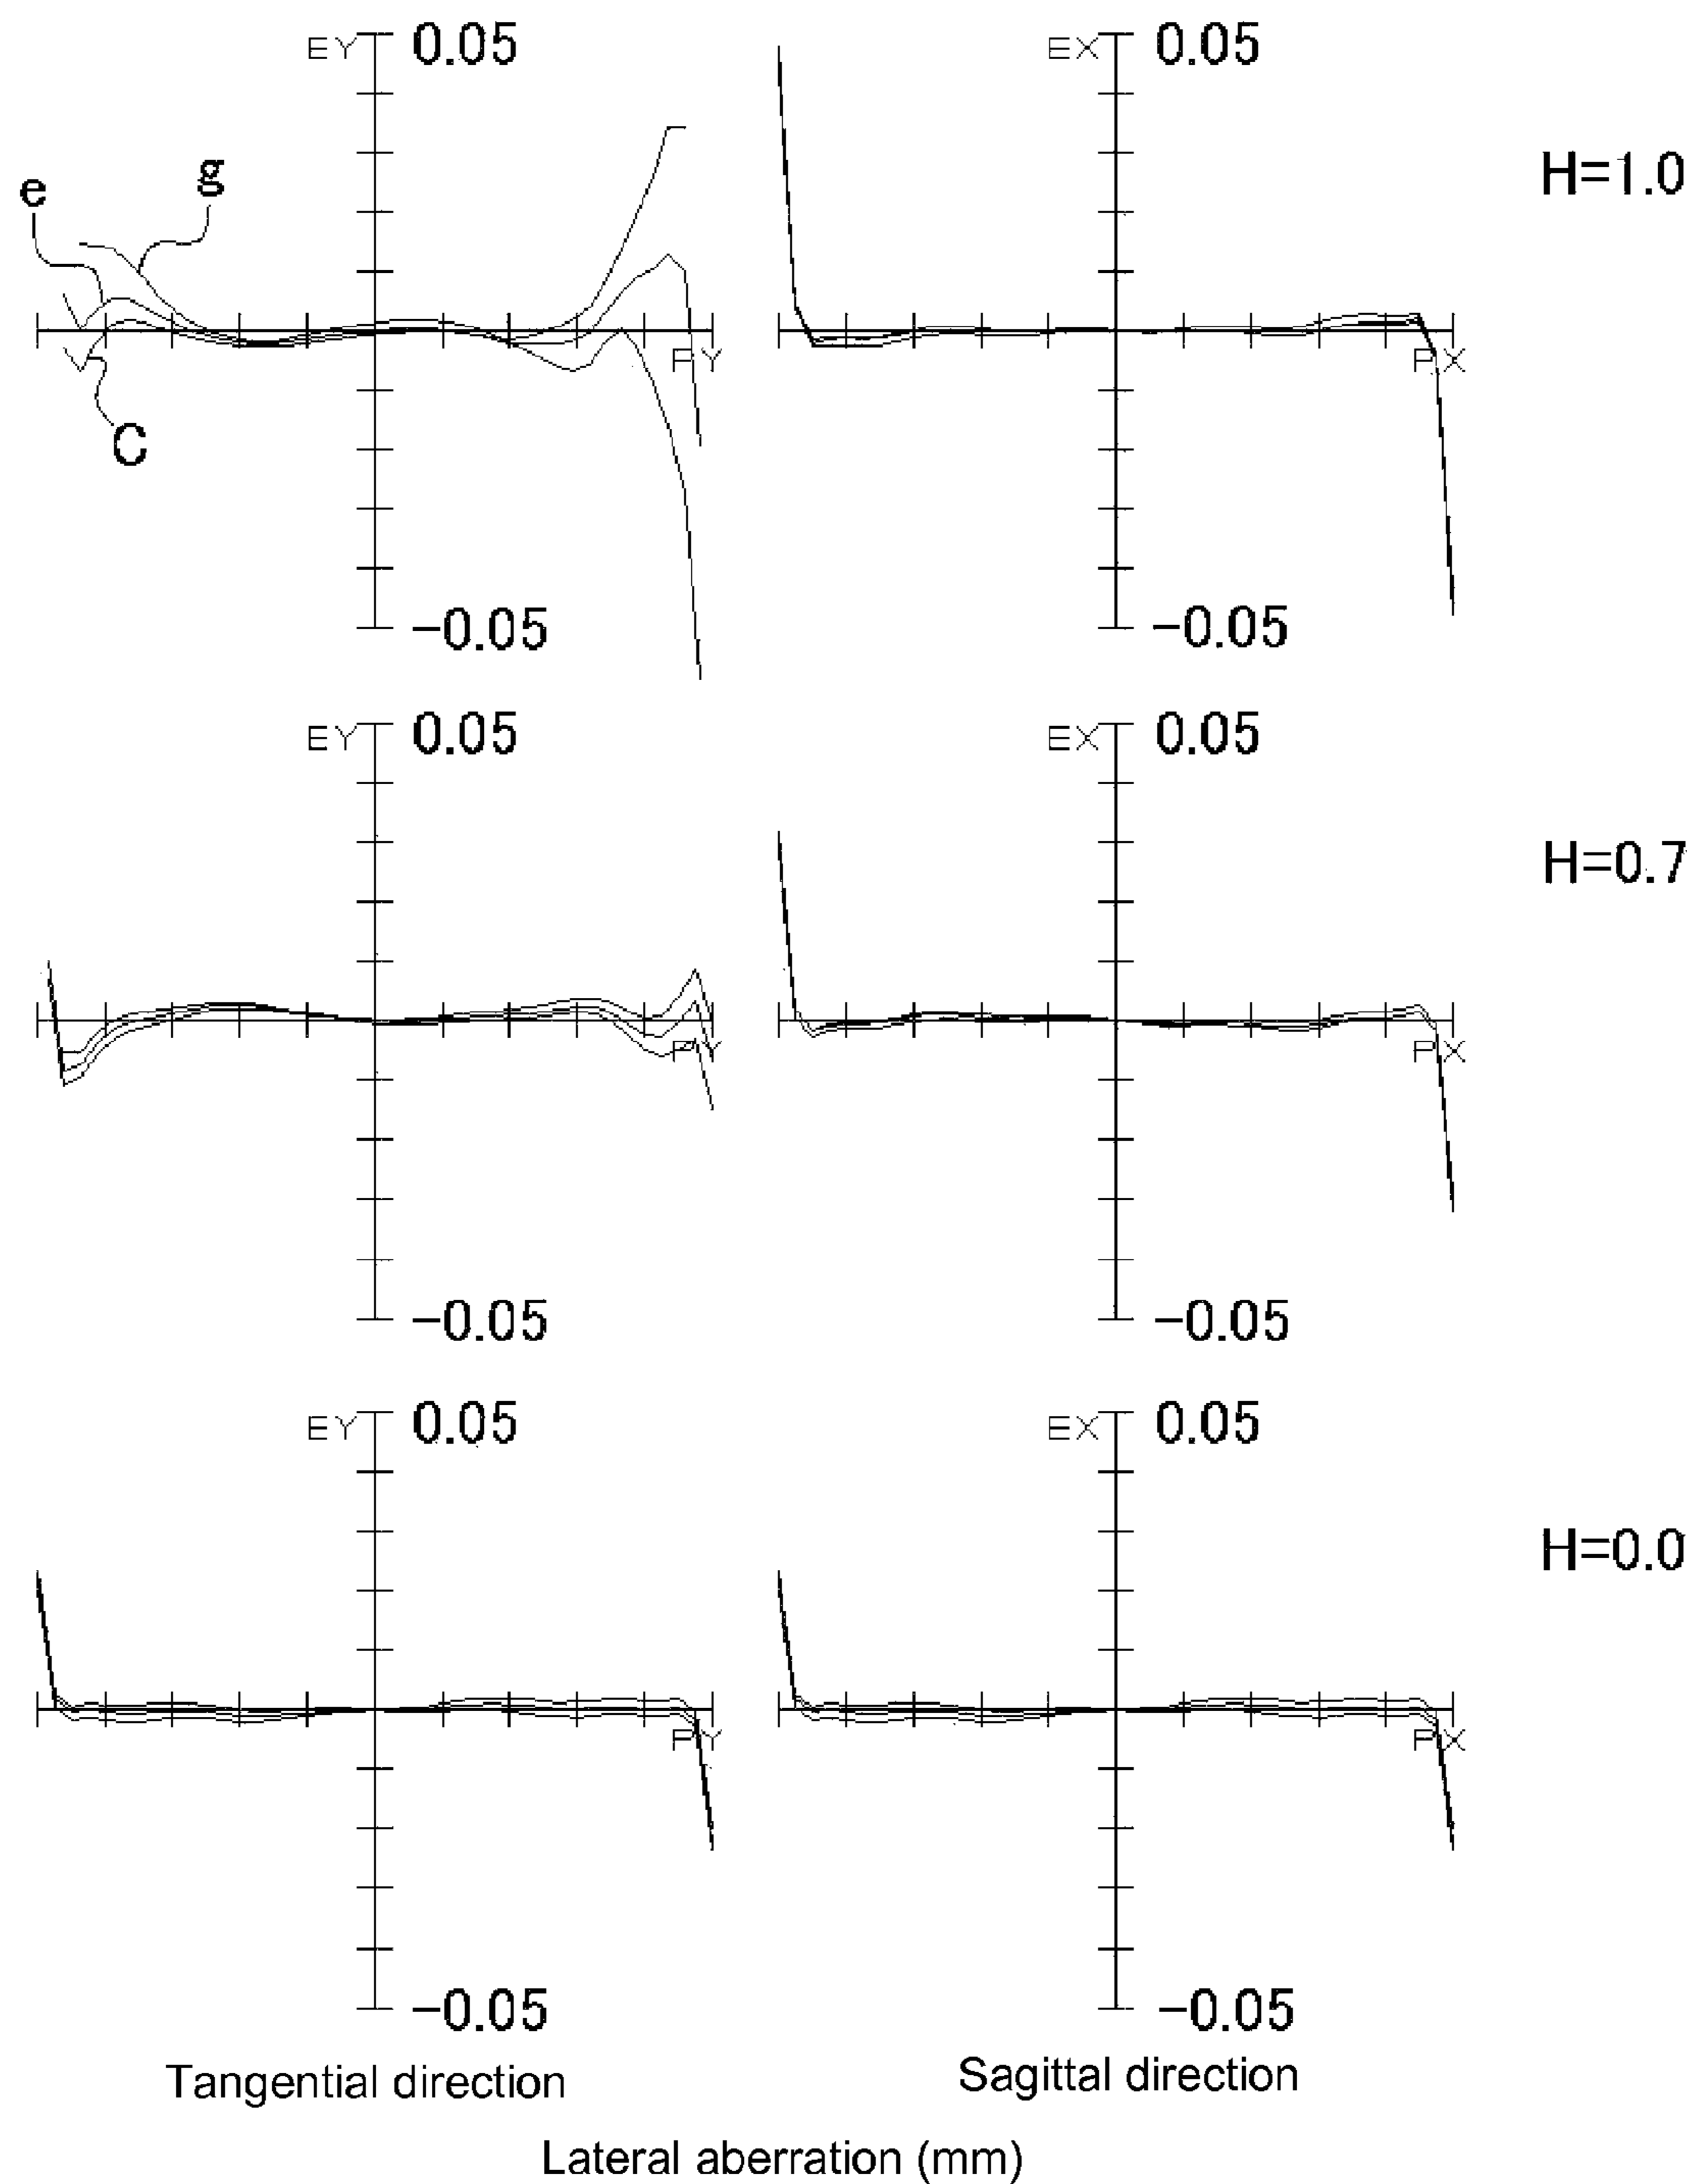 EY 0.05 EX 0.05
H=1.0
e g
PY PX
C
-0.05 -0.05
EY 0.05 EX 0.05
H=0.7
PY PX
-0.05 -0.05
EY 0.05 EX 0.05
H=0.0
PY PX
-0.05 -0.05
Tangential direction Sagittal direction
Lateral aberration (mm)